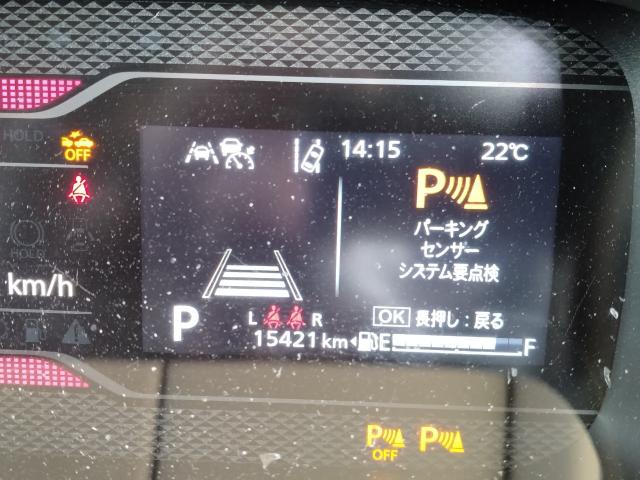 HOLD
OFF
HOLD
km/h
14:15
22℃
P
パーキング
センサー
システム要点検
OK 長押し：戻る
P
L R
15421 km
E F
P OFF
P